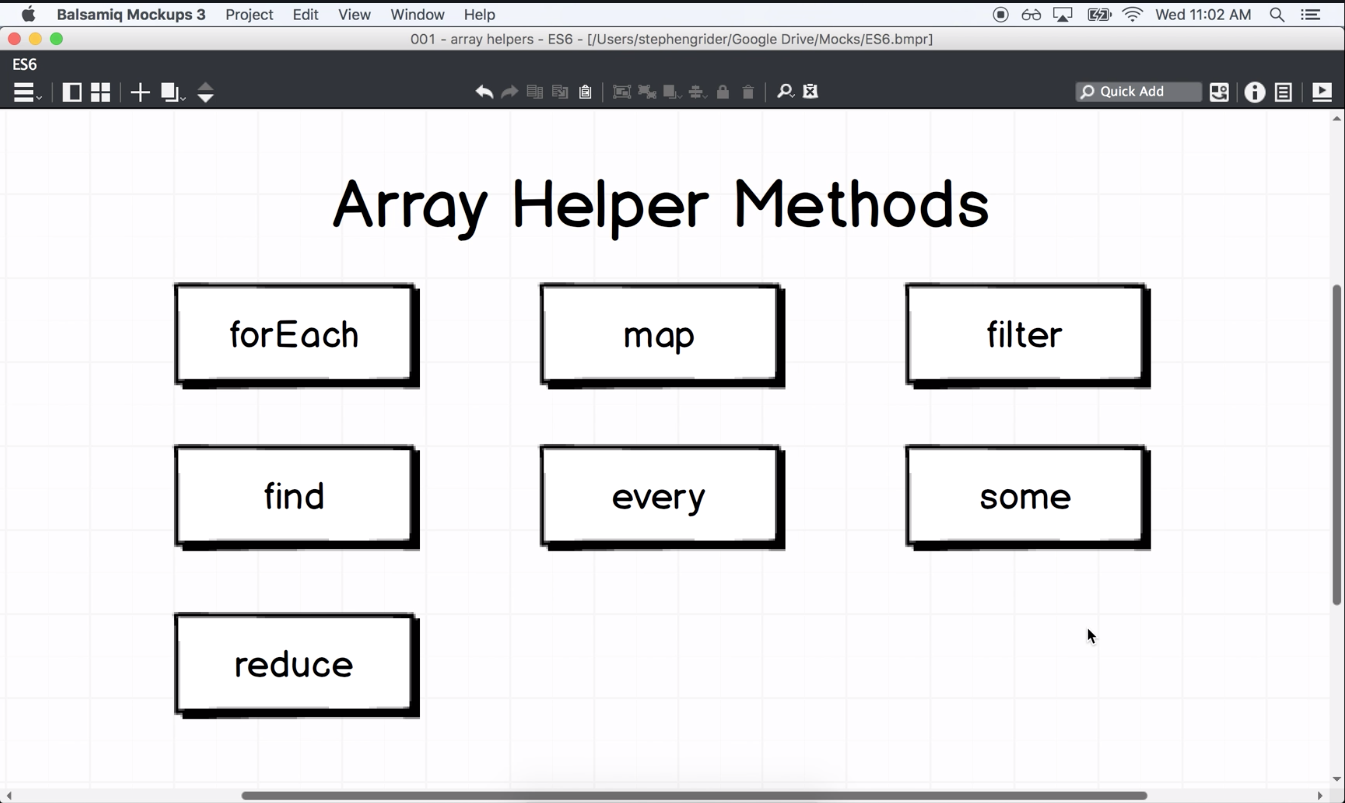 Balsamiq Mockups 3 Project Edit View Window Help Wed 11:02 AM
001 - array helpers - ES6 - [/Users/stephengrider/Google Drive/Mocks/ES6.bmpr]
ES6
Quick Add
Array Helper Methods
forEach map filter
find every some
reduce